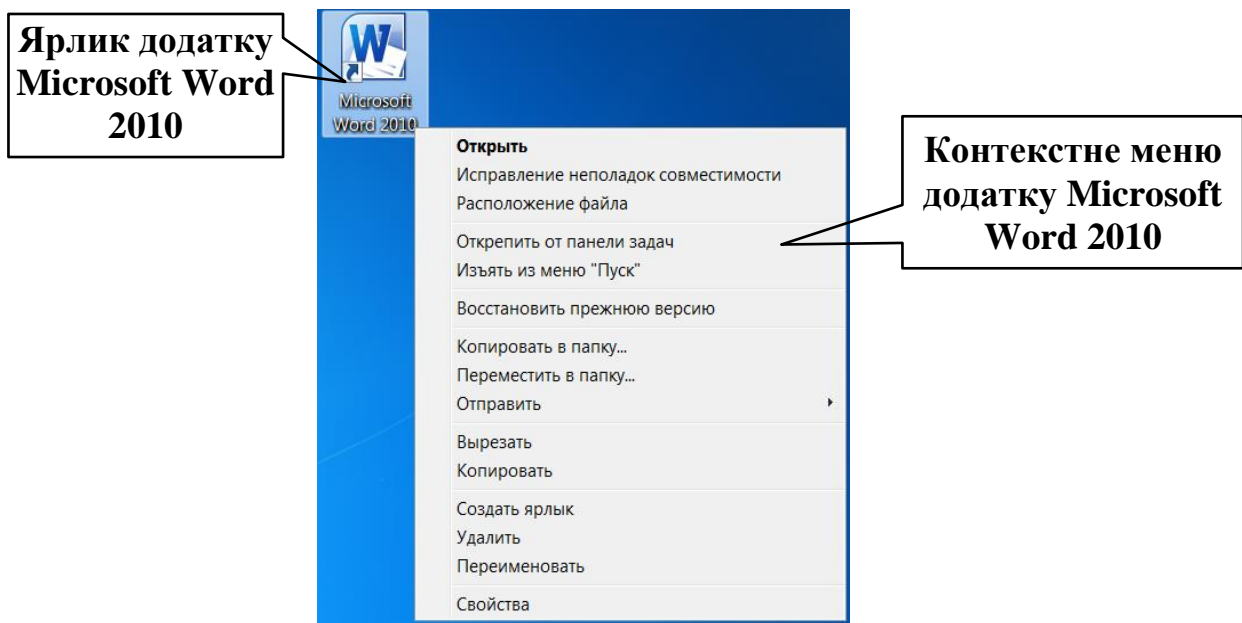 Ярлик додатку
Microsoft Word
2010
Microsoft
Word 2010
Открыть
Исправление неполадок совместимости
Расположение файла
Открепить от панели задач
Изъять из меню "Пуск"
Восстановить прежнюю версию
Копировать в папку...
Переместить в папку...
Отправить
Вырезать
Копировать
Создать ярлык
Удалить
Переименовать
Свойства
Контекстне меню
додатку Microsoft
Word 2010